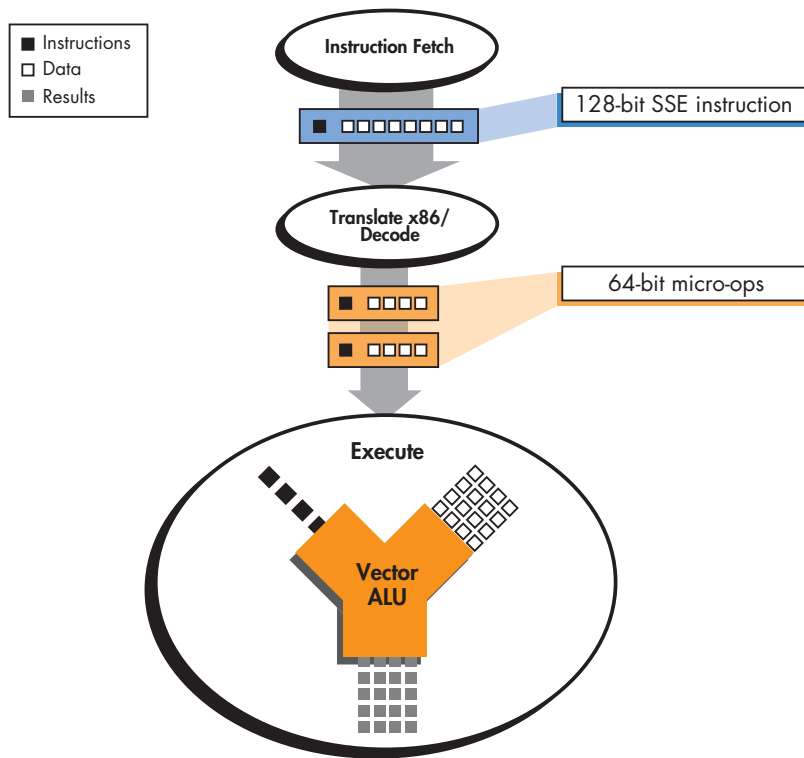 Instructions
Data
Results
Instruction Fetch
128-bit SSE instruction
Translate x86/
Decode
64-bit micro-ops
Execute
Vector
ALU